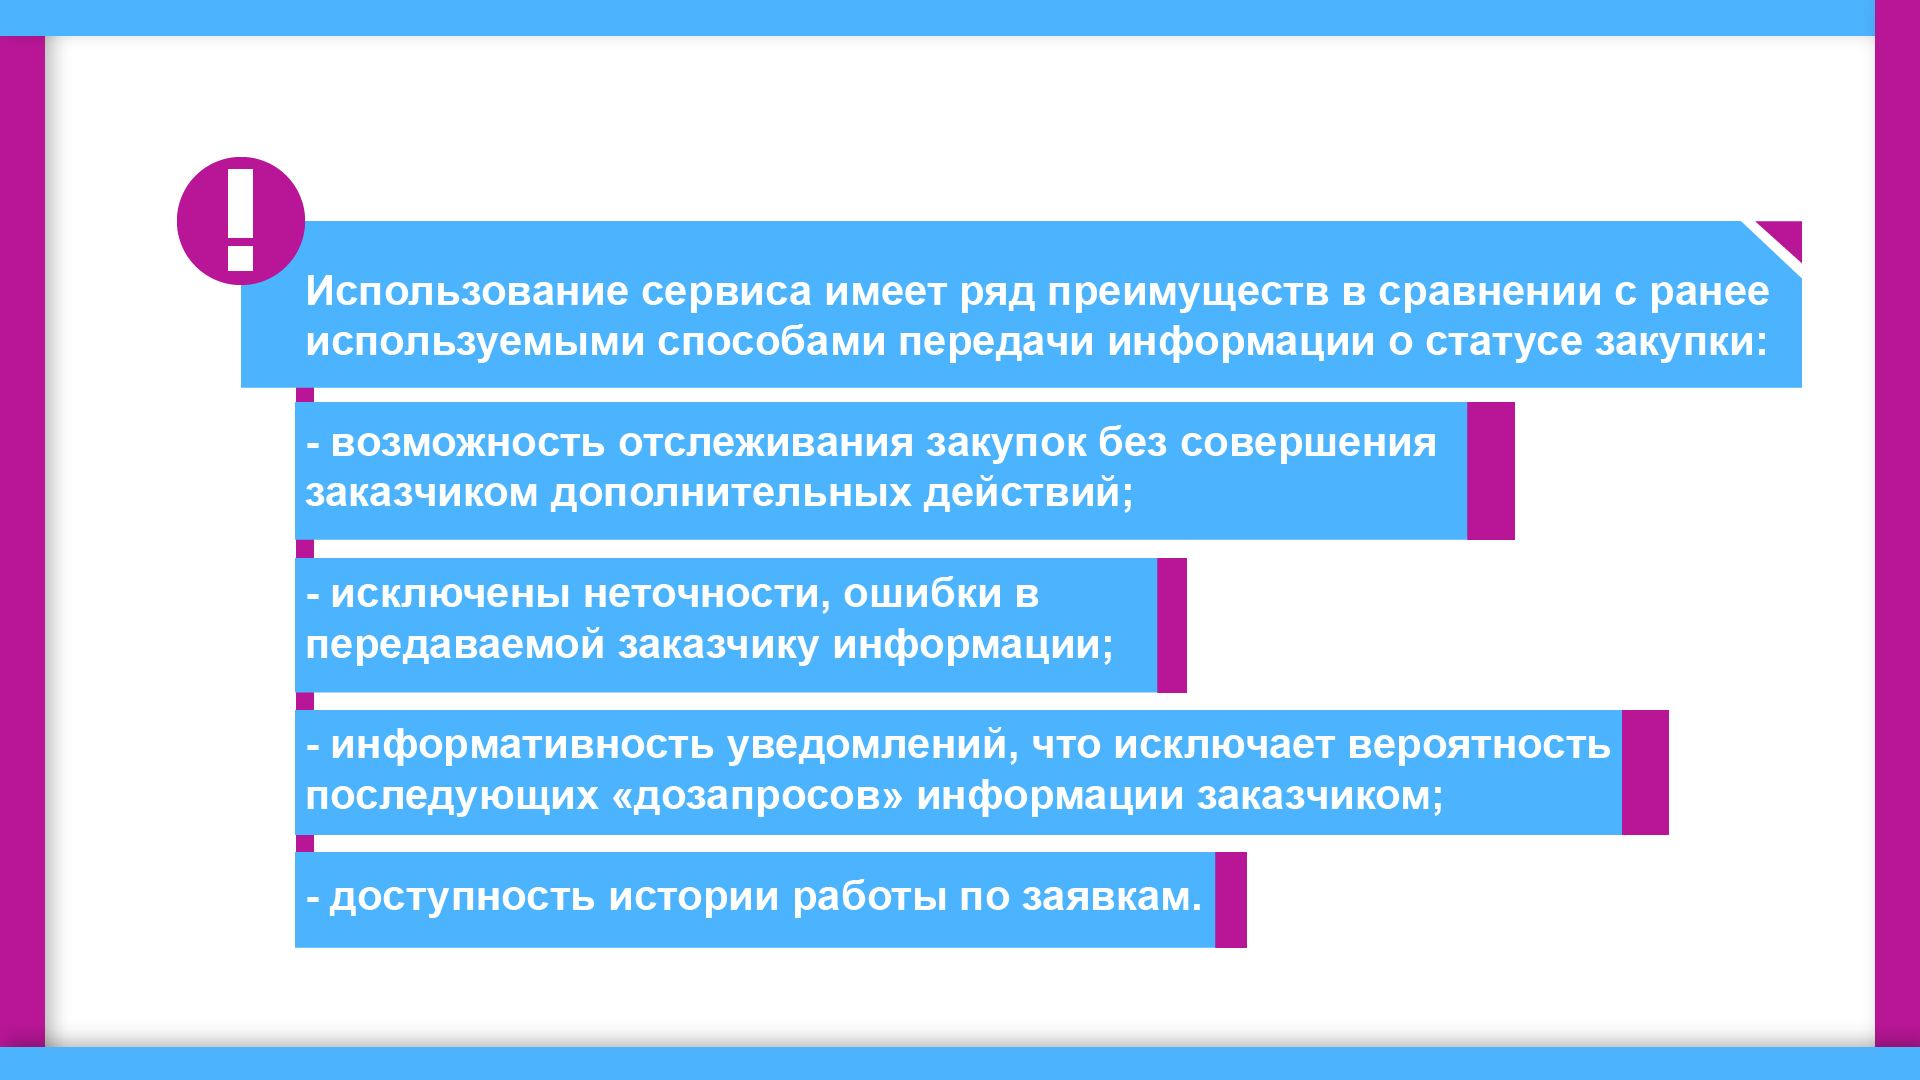 !
Использование сервиса имеет ряд преимуществ в сравнении с ранее
используемыми способами передачи информации о статусе закупки:
- возможность отслеживания закупок без совершения
заказчиком дополнительных действий;
- исключены неточности, ошибки в
передаваемой заказчику информации;
- информативность уведомлений, что исключает вероятность
последующих «дозапросов» информации заказчиком;
- доступность истории работы по заявкам.